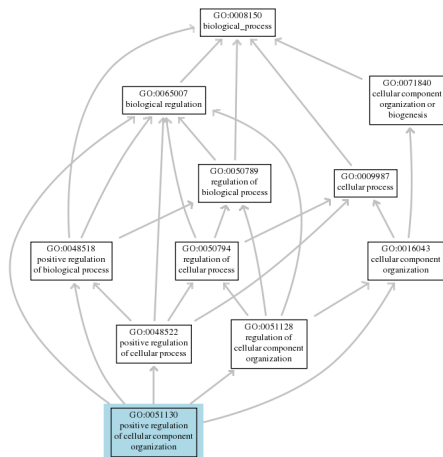 GO:0008150
biological_process
GO:0065007
biological regulation
GO:0071840
cellular component
organization or
biogenesis
GO:0050789
regulation of
biological process
GO:0009987
cellular process
GO:0048518
positive regulation
of biological process
GO:0050794
regulation of
cellular process
GO:0016043
cellular component
organization
GO:0048522
positive regulation
of cellular process
GO:0051128
regulation of
cellular component
organization
GO:0051130
positive regulation
of cellular component
organization